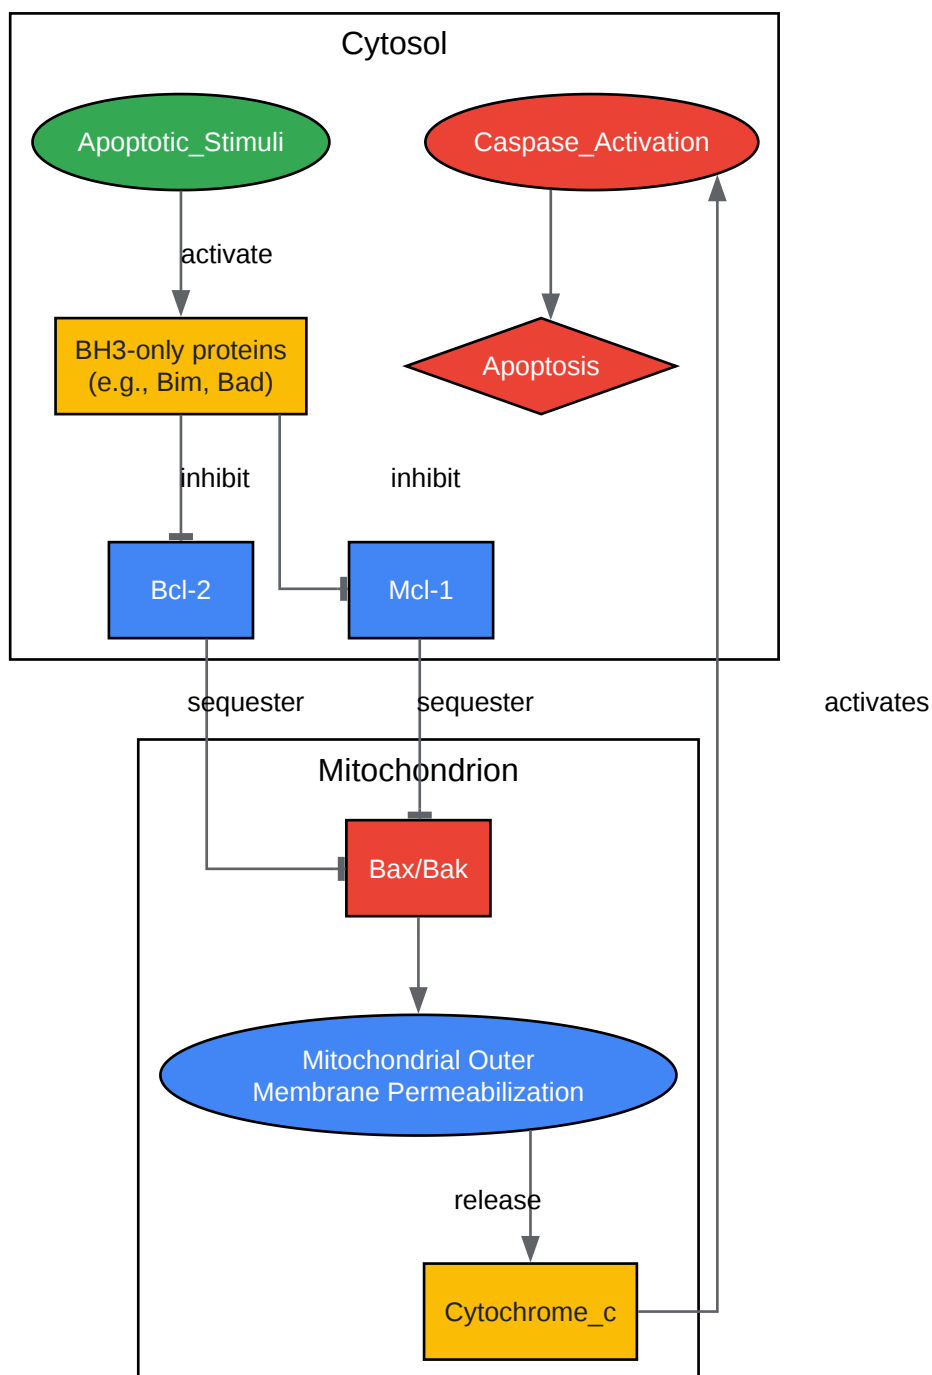 Cytosol
Apoptotic_Stimuli
Caspase_Activation
activate
BH3-only proteins
(e.g., Bim, Bad)
Apoptosis
inhibit
inhibit
Bcl-2
Mcl-1
sequester
sequester
activates
Mitochondrion
Bax/Bak
Mitochondrial Outer
Membrane Permeabilization
release
Cytochrome_c